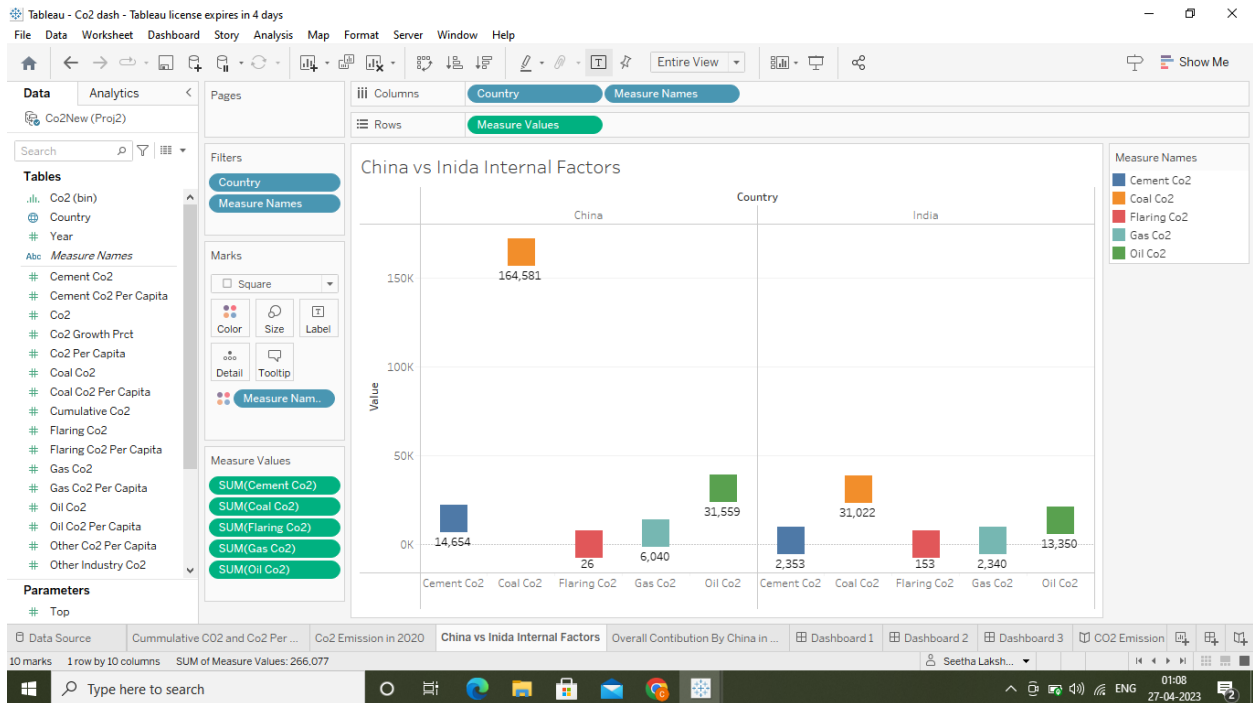 Tableau - Co2 dash - Tableau license expires in 4 days
File Data Worksheet Dashboard Story Analysis Map Format Server Window Help
Entire View
Show Me
Data Analytics
Co2New (Proj2)
Search
Tables
Co2 (bin)
Country
# Year
Abc Measure Names
# Cement Co2
# Cement Co2 Per Capita
# Co2
# Co2 Growth Prct
# Co2 Per Capita
# Coal Co2
# Coal Co2 Per Capita
# Cumulative Co2
# Flaring Co2
# Flaring Co2 Per Capita
# Gas Co2
# Gas Co2 Per Capita
# Oil Co2
# Oil Co2 Per Capita
# Other Co2 Per Capita
# Other Industry Co2
Parameters
# Top
Pages
Filters
Country
Measure Names
Marks
Square
Color Size Label
Detail Tooltip
Measure Nam..
Measure Values
SUM(Cement Co2)
SUM(Coal Co2)
SUM(Flaring Co2)
SUM(Gas Co2)
SUM(Oil Co2)
Columns Country Measure Names
Rows Measure Values
China vs Inida Internal Factors
Country
China India
Value
150K
100K
50K
0K
164,581
14,654
26
6,040
31,559
2,353
31,022
153
2,340
13,350
Cement Co2 Coal Co2 Flaring Co2 Gas Co2 Oil Co2 Cement Co2 Coal Co2 Flaring Co2 Gas Co2 Oil Co2
Measure Names
Cement Co2
Coal Co2
Flaring Co2
Gas Co2
Oil Co2
Data Source Cummulative C02 and Co2 Per ... Co2 Emission in 2020 China vs Inida Internal Factors Overall Contibution By China in ... Dashboard 1 Dashboard 2 Dashboard 3 CO2 Emission
10 marks 1 row by 10 columns SUM of Measure Values: 266,077
Seetha Laksh...
Type here to search
ENG
01:08
27-04-2023
2